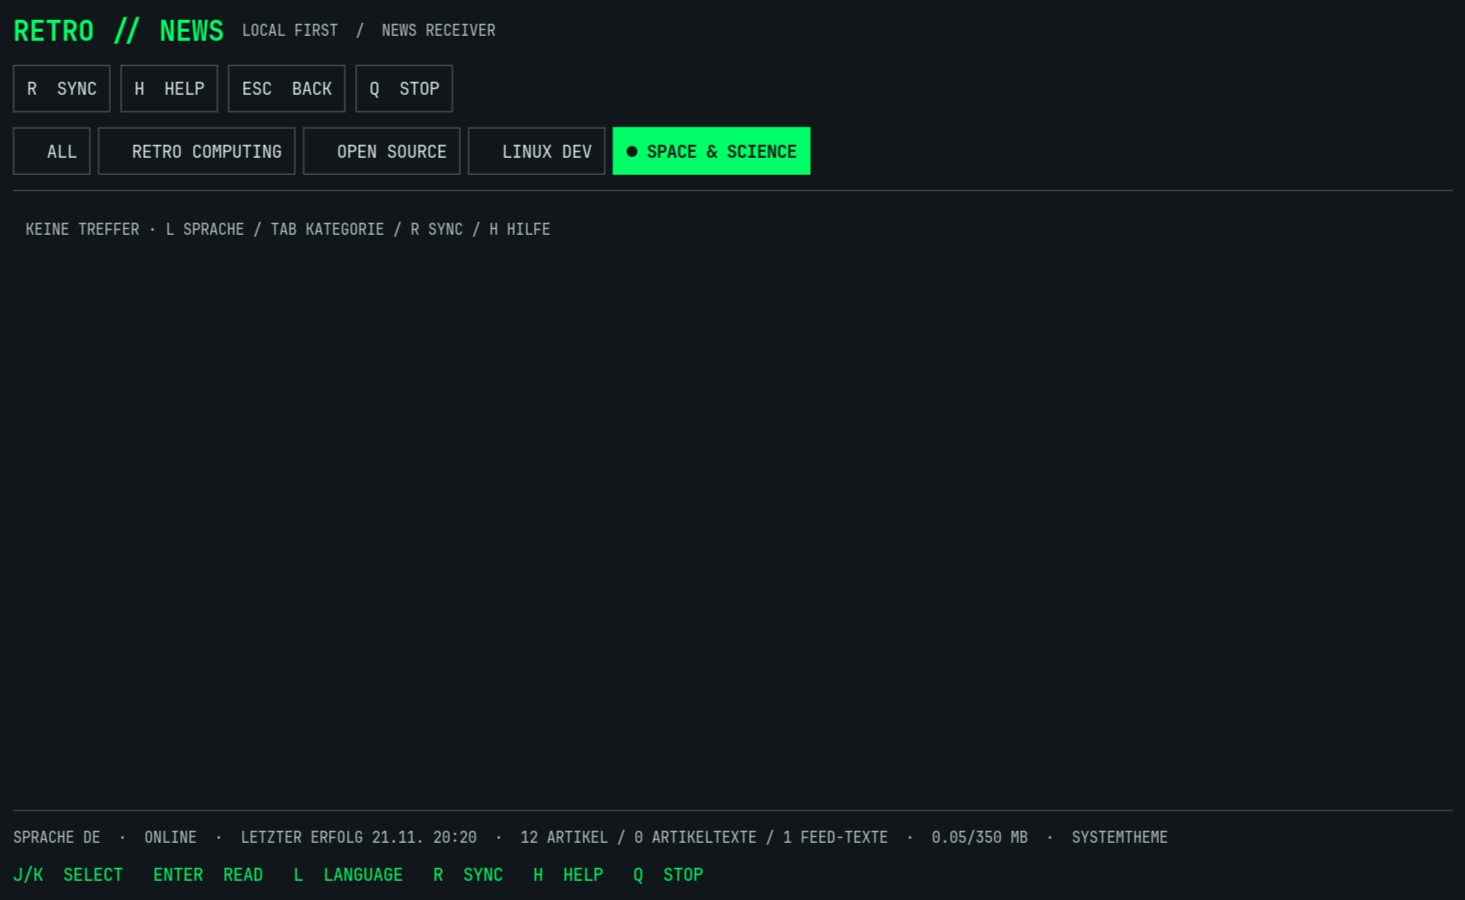 RETRO // NEWS LOCAL FIRST / NEWS RECEIVER
R SYNC H HELP ESC BACK Q STOP
ALL RETRO COMPUTING OPEN SOURCE LINUX DEV ● SPACE & SCIENCE
KEINE TREFFER · L SPRACHE / TAB KATEGORIE / R SYNC / H HILFE
SPRACHE DE · ONLINE · LETZTER ERFOLG 21.11. 20:20 · 12 ARTIKEL / 0 ARTIKELTEXTE / 1 FEED-TEXTE · 0.05/350 MB · SYSTEMTHEME
J/K SELECT ENTER READ L LANGUAGE R SYNC H HELP Q STOP